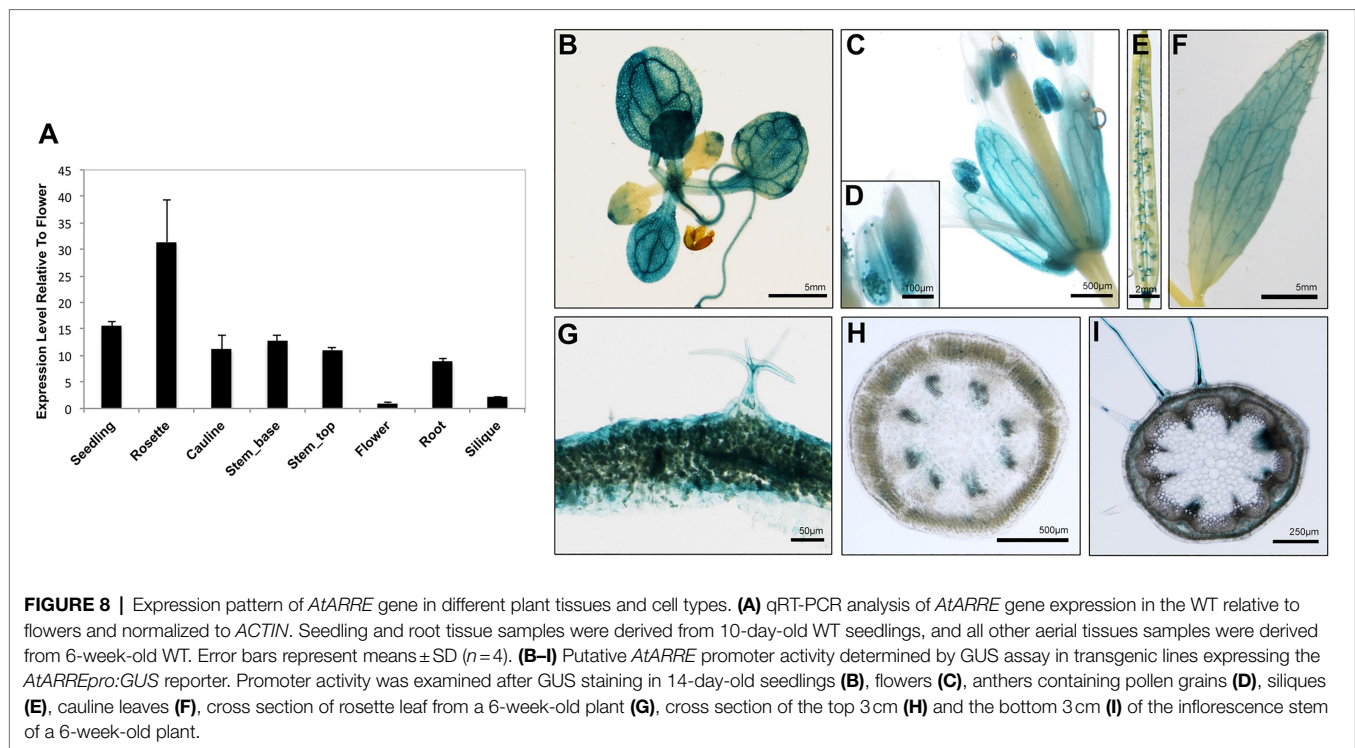 A
Expression Level Relative To Flower
45
40
35
30
25
20
15
10
5
0
Seedling
Rosette
Cauline
Stem_base
Stem_top
Flower
Root
Silique
B
5mm
C
500µm
D
100µm
E
2mm
F
5mm
G
50µm
H
500µm
I
250µm
FIGURE 8 | Expression pattern of AtARRE gene in different plant tissues and cell types. (A) qRT-PCR analysis of AtARRE gene expression in the WT relative to
flowers and normalized to ACTIN. Seedling and root tissue samples were derived from 10-day-old WT seedlings, and all other aerial tissues samples were derived
from 6-week-old WT. Error bars represent means ± SD (n = 4). (B–I) Putative AtARRE promoter activity determined by GUS assay in transgenic lines expressing the
AtARREpro:GUS reporter. Promoter activity was examined after GUS staining in 14-day-old seedlings (B), flowers (C), anthers containing pollen grains (D), siliques
(E), cauline leaves (F), cross section of rosette leaf from a 6-week-old plant (G), cross section of the top 3 cm (H) and the bottom 3 cm (I) of the inflorescence stem
of a 6-week-old plant.